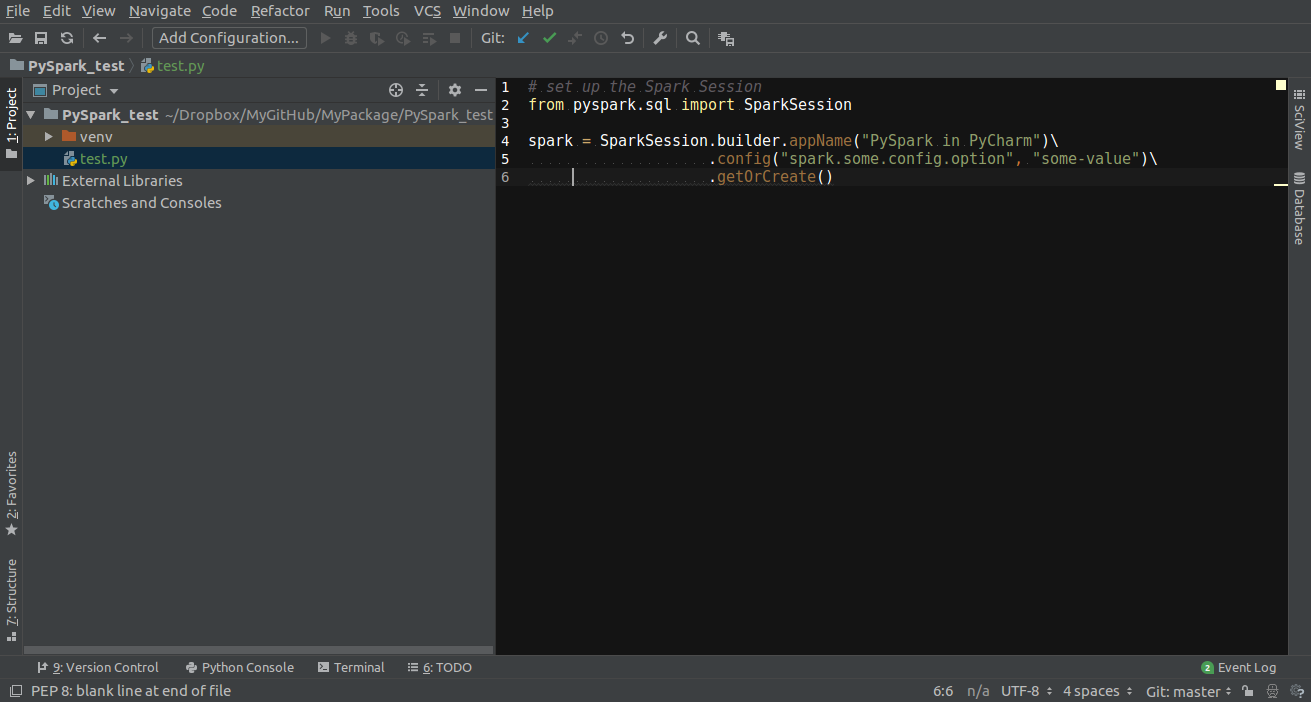 File Edit View Navigate Code Refactor Run Tools VCS Window Help
Add Configuration... Git:
PySpark_test test.py
1: Project
Project
PySpark_test ~/Dropbox/MyGitHub/MyPackage/PySpark_test
venv
test.py
External Libraries
Scratches and Consoles
2: Favorites
7: Structure
1 # set up the Spark Session
2 from pyspark.sql import SparkSession
3
4 spark = SparkSession.builder.appName("PySpark in PyCharm")\
5 .config("spark.some.config.option", "some-value")\
6 .getOrCreate()
SciView
Database
9: Version Control Python Console Terminal 6: TODO 2 Event Log
PEP 8: blank line at end of file 6:6 n/a UTF-8 4 spaces Git: master